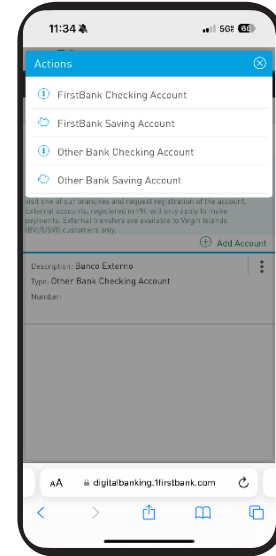 11:34
5GE 68
Actions
FirstBank Checking Account
FirstBank Saving Account
Other Bank Checking Account
Other Bank Saving Account
visit one of our branches and request registration of the account.
External accounts, registered in PR, will only apply to make
payments. External transfers are available to Virgin Islands
(BVI/USVI) customers only.
Add Account
Description: Banco Externo
Type: Other Bank Checking Account
Number:
AA digitalbanking.1firstbank.com